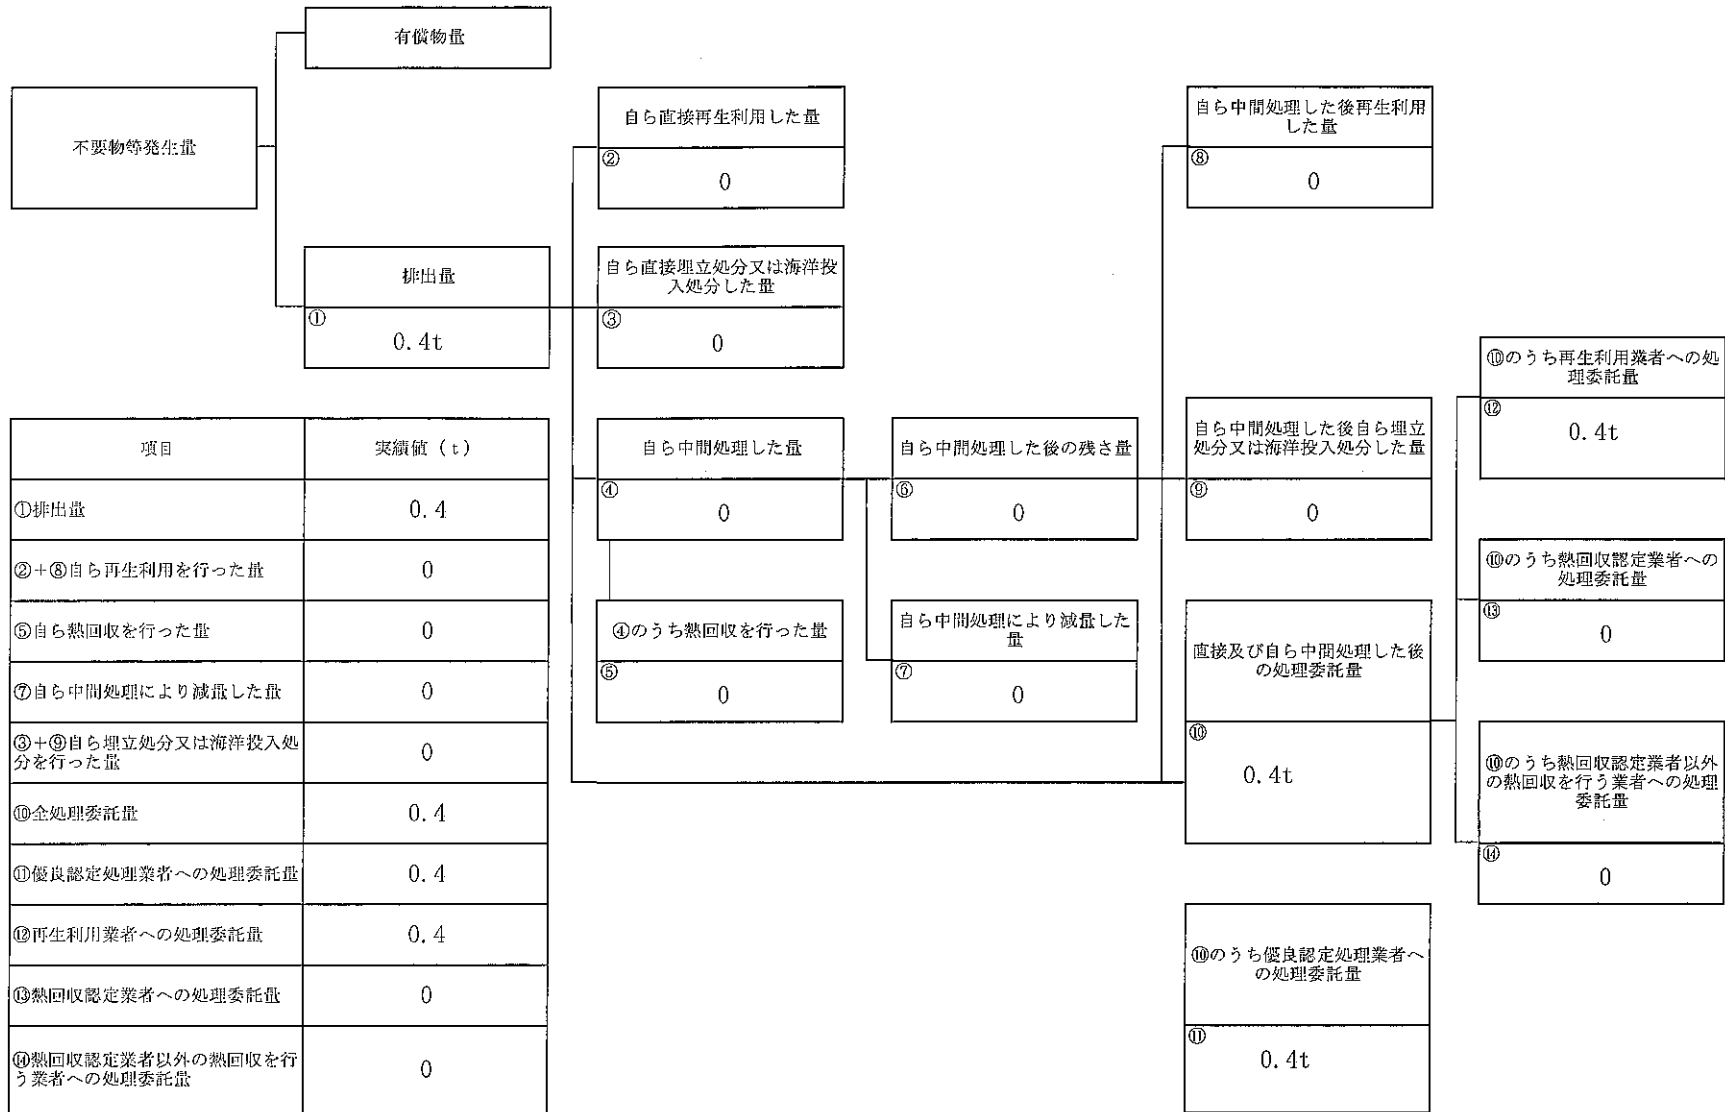 有償物量
不要物等発生量
排出量
①
0.4t
自ら直接再生利用した量
②
0
自ら直接埋立処分又は海洋投
入処分した量
③
0
自ら中間処理した量
④
0
④のうち熱回収を行った量
⑤
0
自ら中間処理した後の残さ量
⑥
0
自ら中間処理により減量した
量
⑦
0
自ら中間処理した後再生利用
した量
⑧
0
自ら中間処理した後自ら埋立
処分又は海洋投入処分した量
⑨
0
直接及び自ら中間処理した後
の処理委託量
⑩
0.4t
⑩のうち優良認定処理業者へ
の処理委託量
⑪
0.4t
⑩のうち再生利用業者への処
理委託量
⑫
0.4t
⑩のうち熱回収認定業者への
処理委託量
⑬
0
⑩のうち熱回収認定業者以外
の熱回収を行う業者への処理
委託量
⑭
0
項目 実績値(t)
①排出量 0.4
②+⑧自ら再生利用を行った量 0
⑤自ら熱回収を行った量 0
⑦自ら中間処理により減量した量 0
③+⑨自ら埋立処分又は海洋投入処
分を行った量 0
⑩全処理委託量 0.4
⑪優良認定処理業者への処理委託量 0.4
⑫再生利用業者への処理委託量 0.4
⑬熱回収認定業者への処理委託量 0
⑭熱回収認定業者以外の熱回収を行
う業者への処理委託量 0